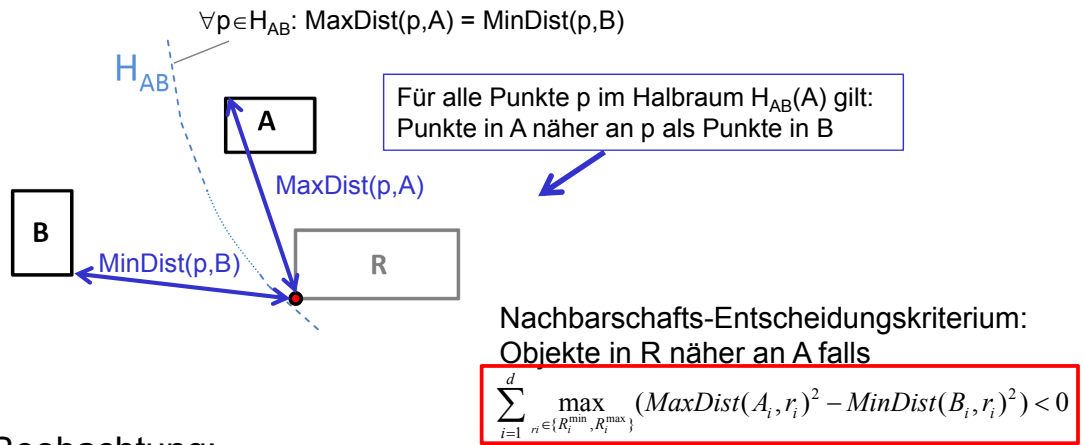 ∀p∈H_AB: MaxDist(p,A) = MinDist(p,B)
H_AB
Für alle Punkte p im Halbraum H_AB(A) gilt:
Punkte in A näher an p als Punkte in B
A
MaxDist(p,A)
B
MinDist(p,B)
R
Nachbarschafts-Entscheidungskriterium:
Objekte in R näher an A falls
\sum_{i=1}^{d} \max_{r_i \in \{R_i^{min}, R_i^{max}\}} (MaxDist(A_i, r_i)^2 − MinDist(B_i, r_i)^2) < 0